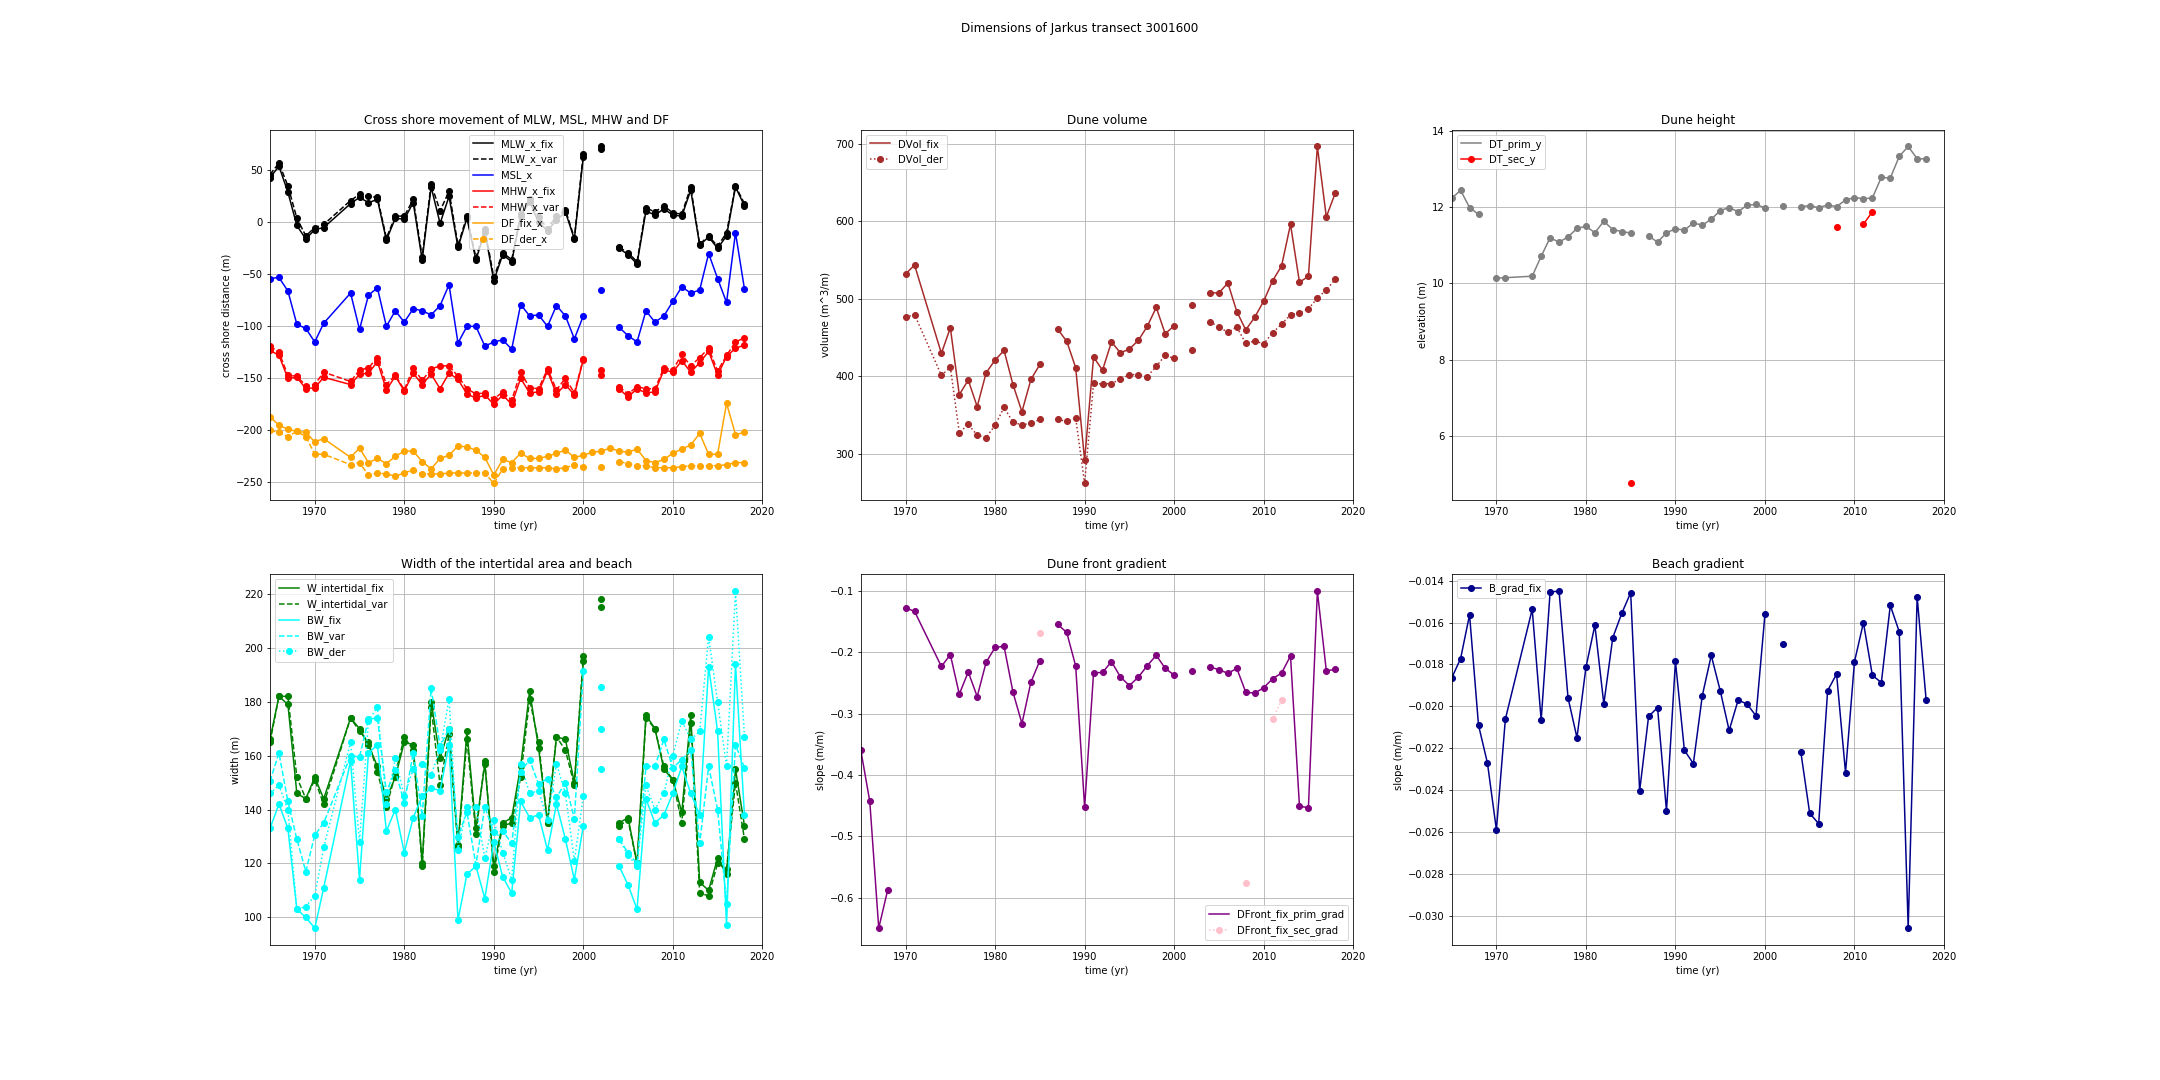 Dimensions of Jarkus transect 3001600
Cross shore movement of MLW, MSL, MHW and DF
cross shore distance (m)
50
0
−50
−100
−150
−200
−250
MLW_x_fix
MLW_x_var
MSL_x
MHW_x_fix
MHW_x_var
DF_fix_x
DF_der_x
1970 1980 1990 2000 2010 2020
time (yr)
Dune volume
volume (m^3/m)
700
600
500
400
300
DVol_fix
DVol_der
1970 1980 1990 2000 2010 2020
time (yr)
Dune height
elevation (m)
14
12
10
8
6
DT_prim_y
DT_sec_y
1970 1980 1990 2000 2010 2020
time (yr)
Width of the intertidal area and beach
width (m)
220
200
180
160
140
120
100
W_intertidal_fix
W_intertidal_var
BW_fix
BW_var
BW_der
1970 1980 1990 2000 2010 2020
time (yr)
Dune front gradient
slope (m/m)
−0.1
−0.2
−0.3
−0.4
−0.5
−0.6
DFront_fix_prim_grad
DFront_fix_sec_grad
1970 1980 1990 2000 2010 2020
time (yr)
Beach gradient
slope (m/m)
−0.014
−0.016
−0.018
−0.020
−0.022
−0.024
−0.026
−0.028
−0.030
B_grad_fix
1970 1980 1990 2000 2010 2020
time (yr)